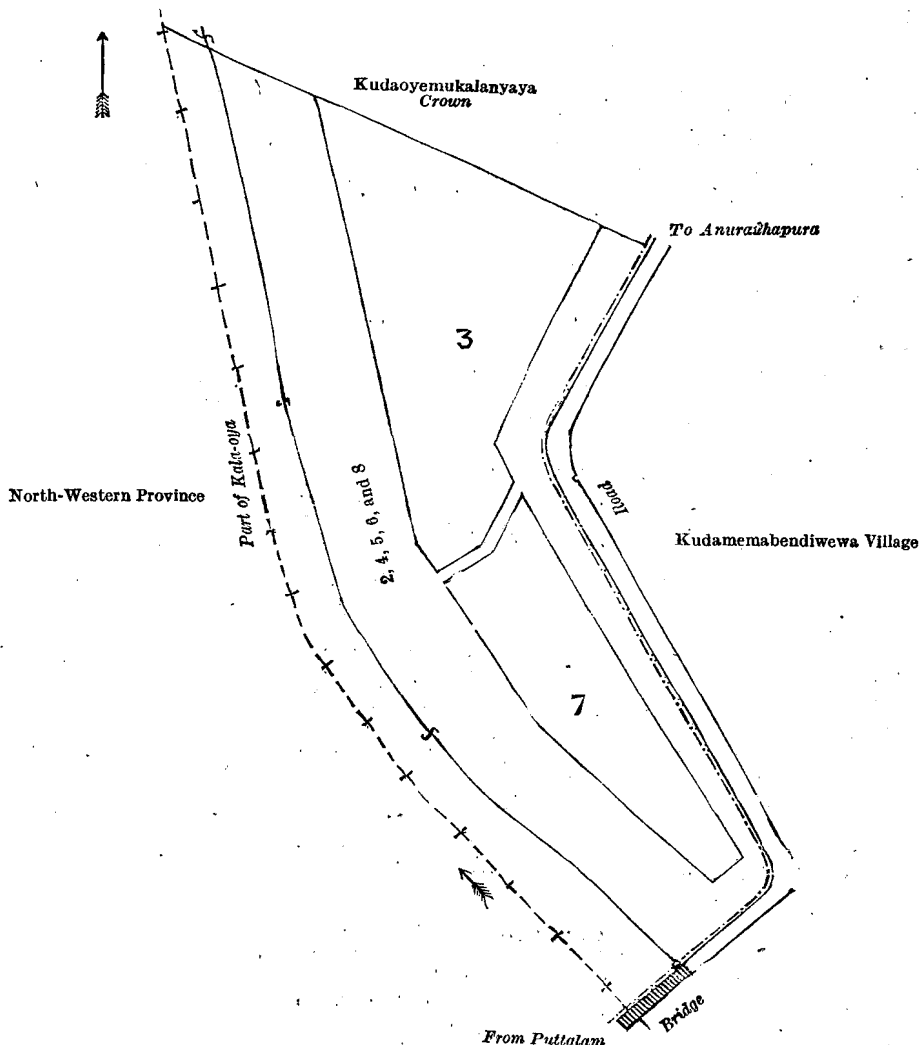 Kudaoyemukalanyaya
Crown
To Anuradhapura
3
Part of Kala-oya
2, 4, 5, 6, and 8
North-Western Province
Road
Kudamemabendiwewa Village
7
Bridge
From Puttalam